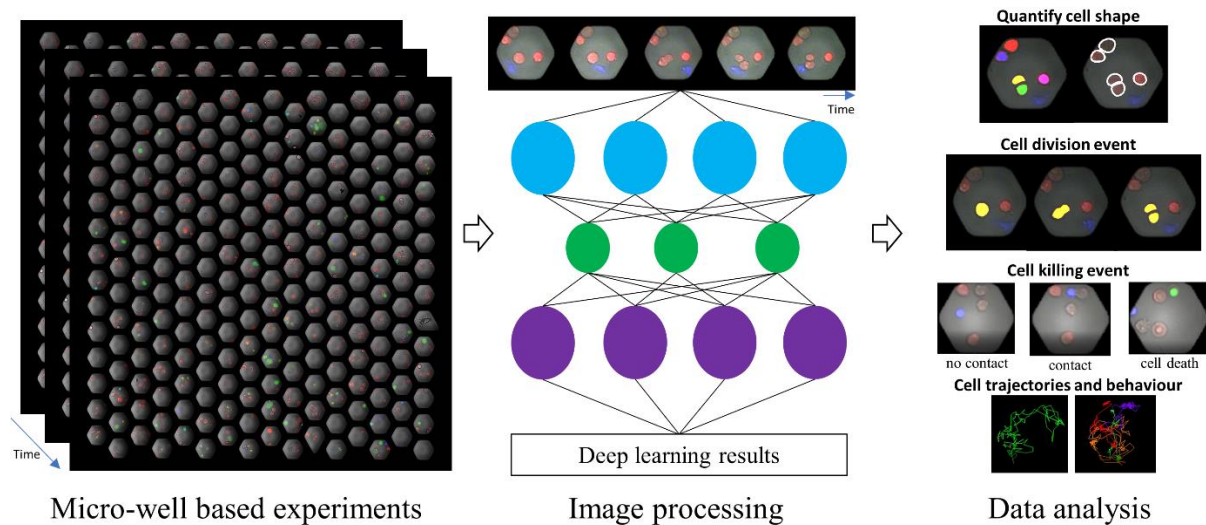 Time
Micro-well based experiments
Time
Deep learning results
Image processing
Quantify cell shape
Cell division event
Cell killing event
no contact
contact
cell death
Cell trajectories and behaviour
Data analysis